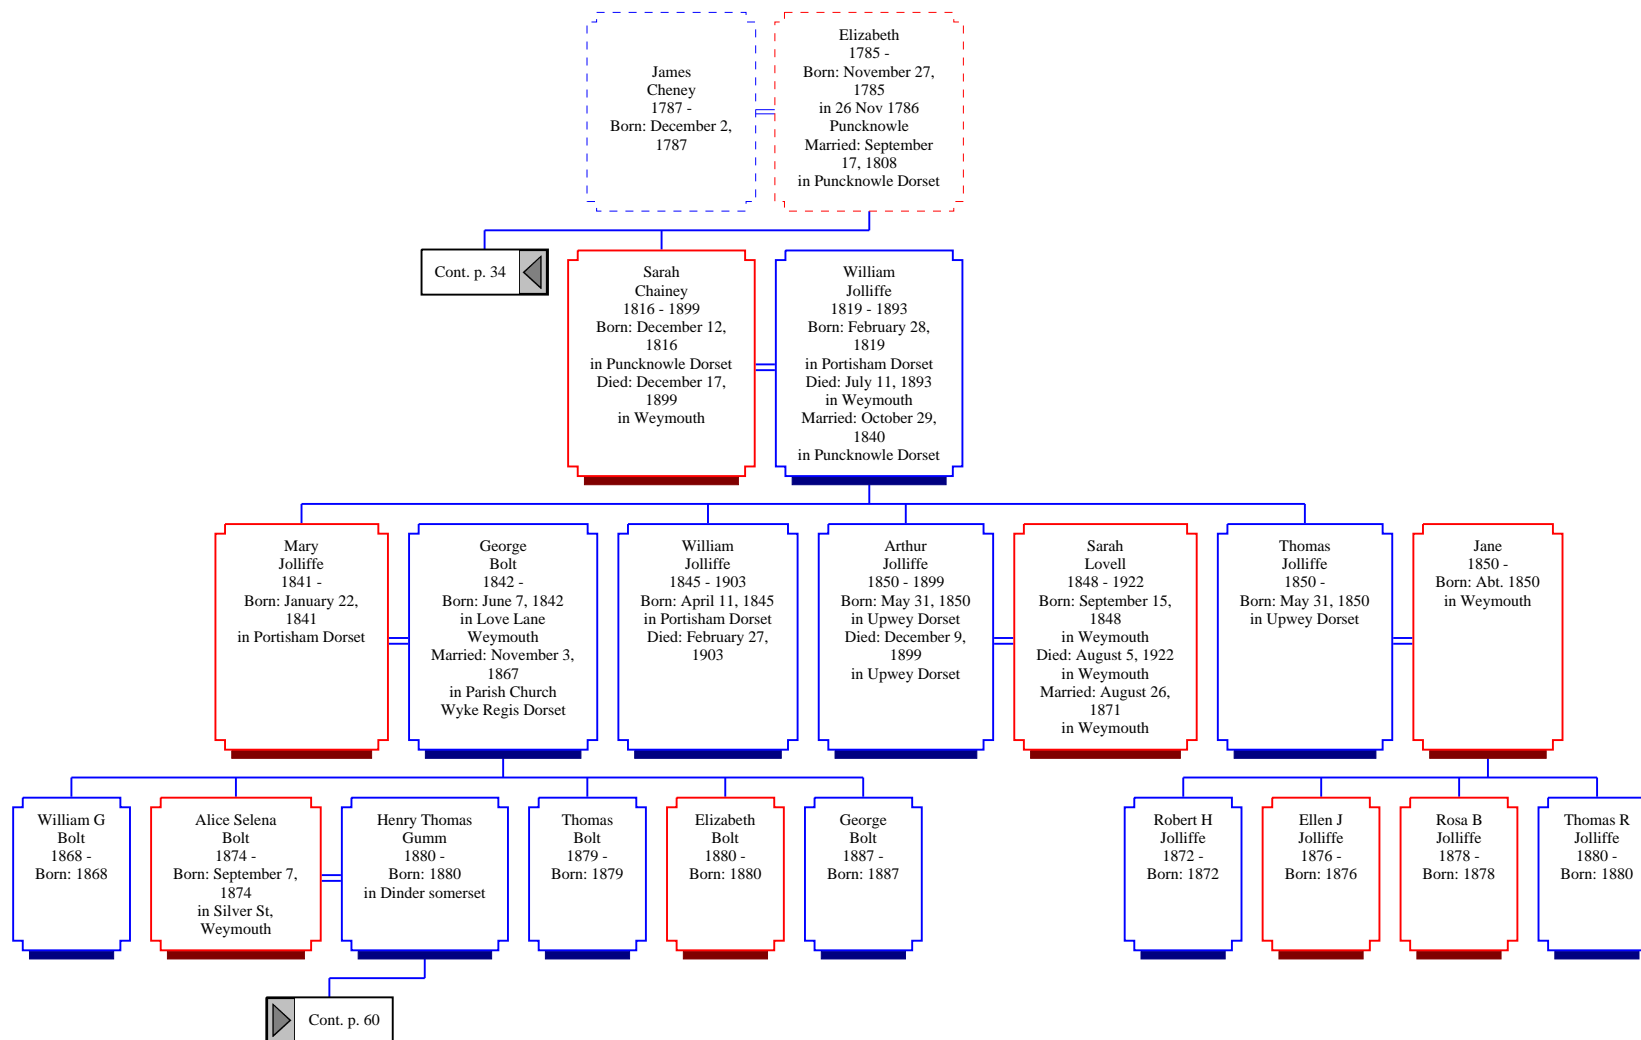 James
Cheney
1787 -
Born: December 2,
1787
Elizabeth
1785 -
Born: November 27,
1785
in 26 Nov 1786
Puncknowle
Married: September
17, 1808
in Puncknowle Dorset
Cont. p. 34
Sarah
Chainey
1816 - 1899
Born: December 12,
1816
in Puncknowle Dorset
Died: December 17,
1899
in Weymouth
William
Jolliffe
1819 - 1893
Born: February 28,
1819
in Portisham Dorset
Died: July 11, 1893
in Weymouth
Married: October 29,
1840
in Puncknowle Dorset
Mary
Jolliffe
1841 -
Born: January 22,
1841
in Portisham Dorset
George
Bolt
1842 -
Born: June 7, 1842
in Love Lane
Weymouth
Married: November 3,
1867
in Parish Church
Wyke Regis Dorset
William
Jolliffe
1845 - 1903
Born: April 11, 1845
in Portisham Dorset
Died: February 27,
1903
Arthur
Jolliffe
1850 - 1899
Born: May 31, 1850
in Upwey Dorset
Died: December 9,
1899
in Upwey Dorset
Sarah
Lovell
1848 - 1922
Born: September 15,
1848
in Weymouth
Died: August 5, 1922
in Weymouth
Married: August 26,
1871
in Weymouth
Thomas
Jolliffe
1850 -
Born: May 31, 1850
in Upwey Dorset
Jane
1850 -
Born: Abt. 1850
in Weymouth
William G
Bolt
1868 -
Born: 1868
Alice Selena
Bolt
1874 -
Born: September 7,
1874
in Silver St,
Weymouth
Henry Thomas
Gumm
1880 -
Born: 1880
in Dinder somerset
Thomas
Bolt
1879 -
Born: 1879
Elizabeth
Bolt
1880 -
Born: 1880
George
Bolt
1887 -
Born: 1887
Robert H
Jolliffe
1872 -
Born: 1872
Ellen J
Jolliffe
1876 -
Born: 1876
Rosa B
Jolliffe
1878 -
Born: 1878
Thomas R
Jolliffe
1880 -
Born: 1880
Cont. p. 60